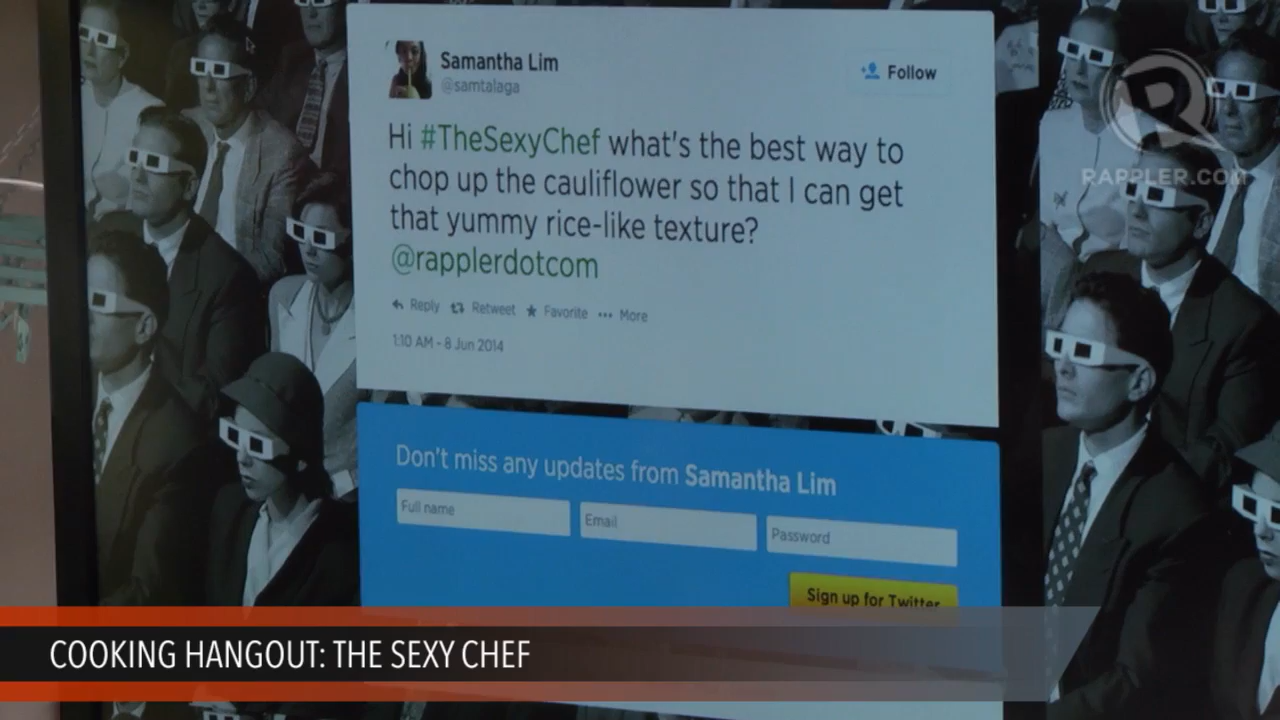 Samantha Lim
@samtalaga
Follow
Hi #TheSexyChef what's the best way to
chop up the cauliflower so that I can get
that yummy rice-like texture?
@rapplerdotcom
Reply Retweet Favorite More
1:10 AM - 8 Jun 2014
Don't miss any updates from Samantha Lim
Full name
Email
Password
Sign up for Twitter
RAPPLER.COM
COOKING HANGOUT: THE SEXY CHEF